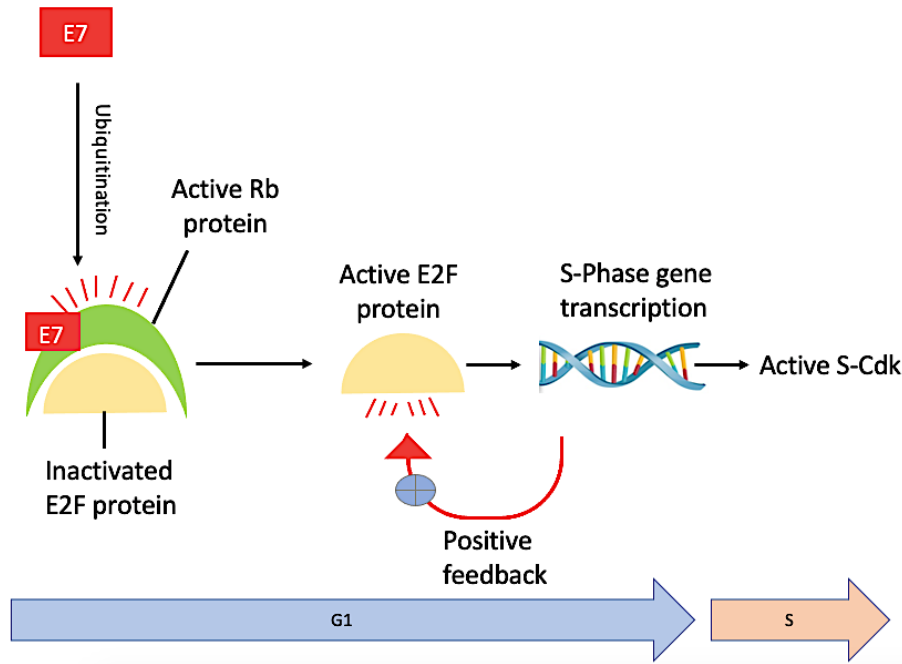 E7
Ubiquitination
Active Rb
protein
E7
Inactivated
E2F protein
Active E2F
protein
S-Phase gene
transcription
Active S-Cdk
Positive
feedback
G1
S